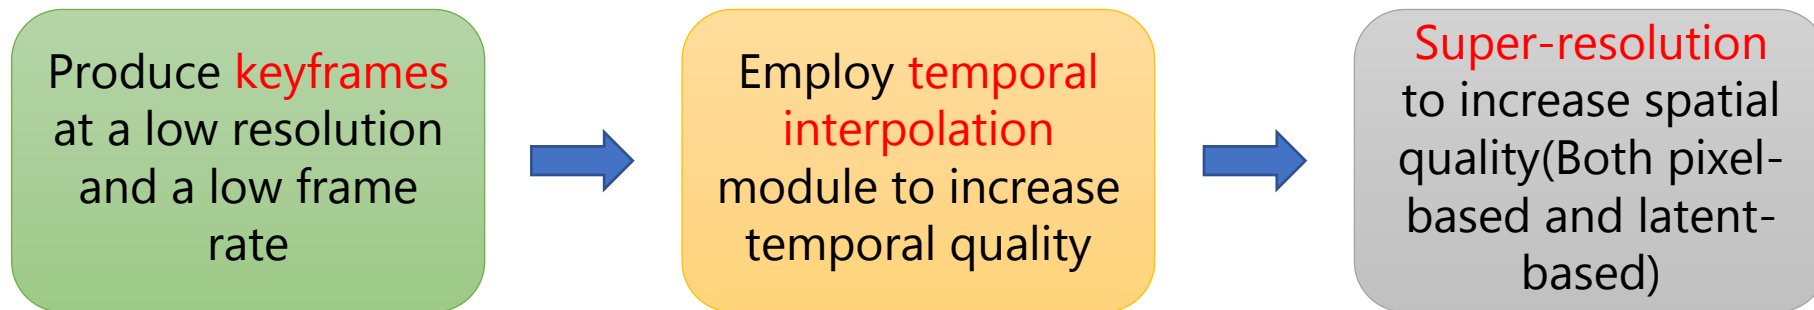 Produce keyframes
at a low resolution
and a low frame
rate
Employ temporal
interpolation
module to increase
temporal quality
Super-resolution
to increase spatial
quality(Both pixel-
based and latent-
based)